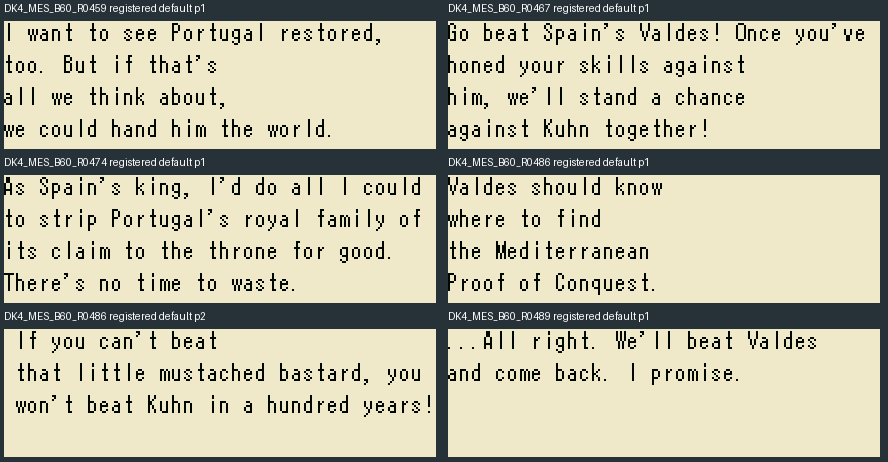 DK4_MES_B60_R0459 registered default p1
I want to see Portugal restored,
too. But if that's
all we think about,
we could hand him the world.
DK4_MES_B60_R0467 registered default p1
Go beat Spain's Valdes! Once you've
honed your skills against
him, we'll stand a chance
against Kuhn together!
DK4_MES_B60_R0474 registered default p1
As Spain's king, I'd do all I could
to strip Portugal's royal family of
its claim to the throne for good.
There's no time to waste.
DK4_MES_B60_R0486 registered default p1
Valdes should know
where to find
the Mediterranean
Proof of Conquest.
DK4_MES_B60_R0486 registered default p2
If you can't beat
that little mustached bastard, you
won't beat Kuhn in a hundred years!
DK4_MES_B60_R0489 registered default p1
...All right. We'll beat Valdes
and come back. I promise.